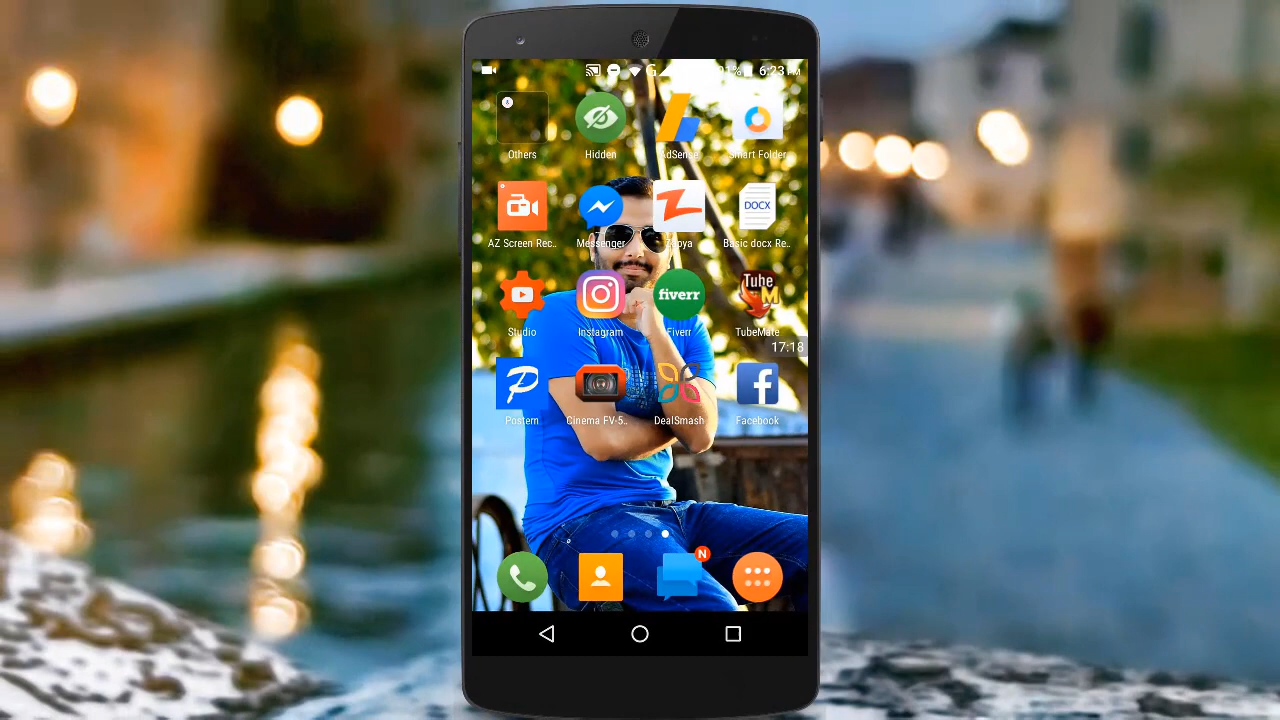 G 91% 6:23 PM
Others Hidden AdSense Smart Folder
DOCX
AZ Screen Rec.. Messenger Zapya Basic docx Re..
fiverr Tube M
Studio Instagram Fiverr TubeMate
17:18
P f
Postern Cinema FV-5.. DealSmash Facebook
N